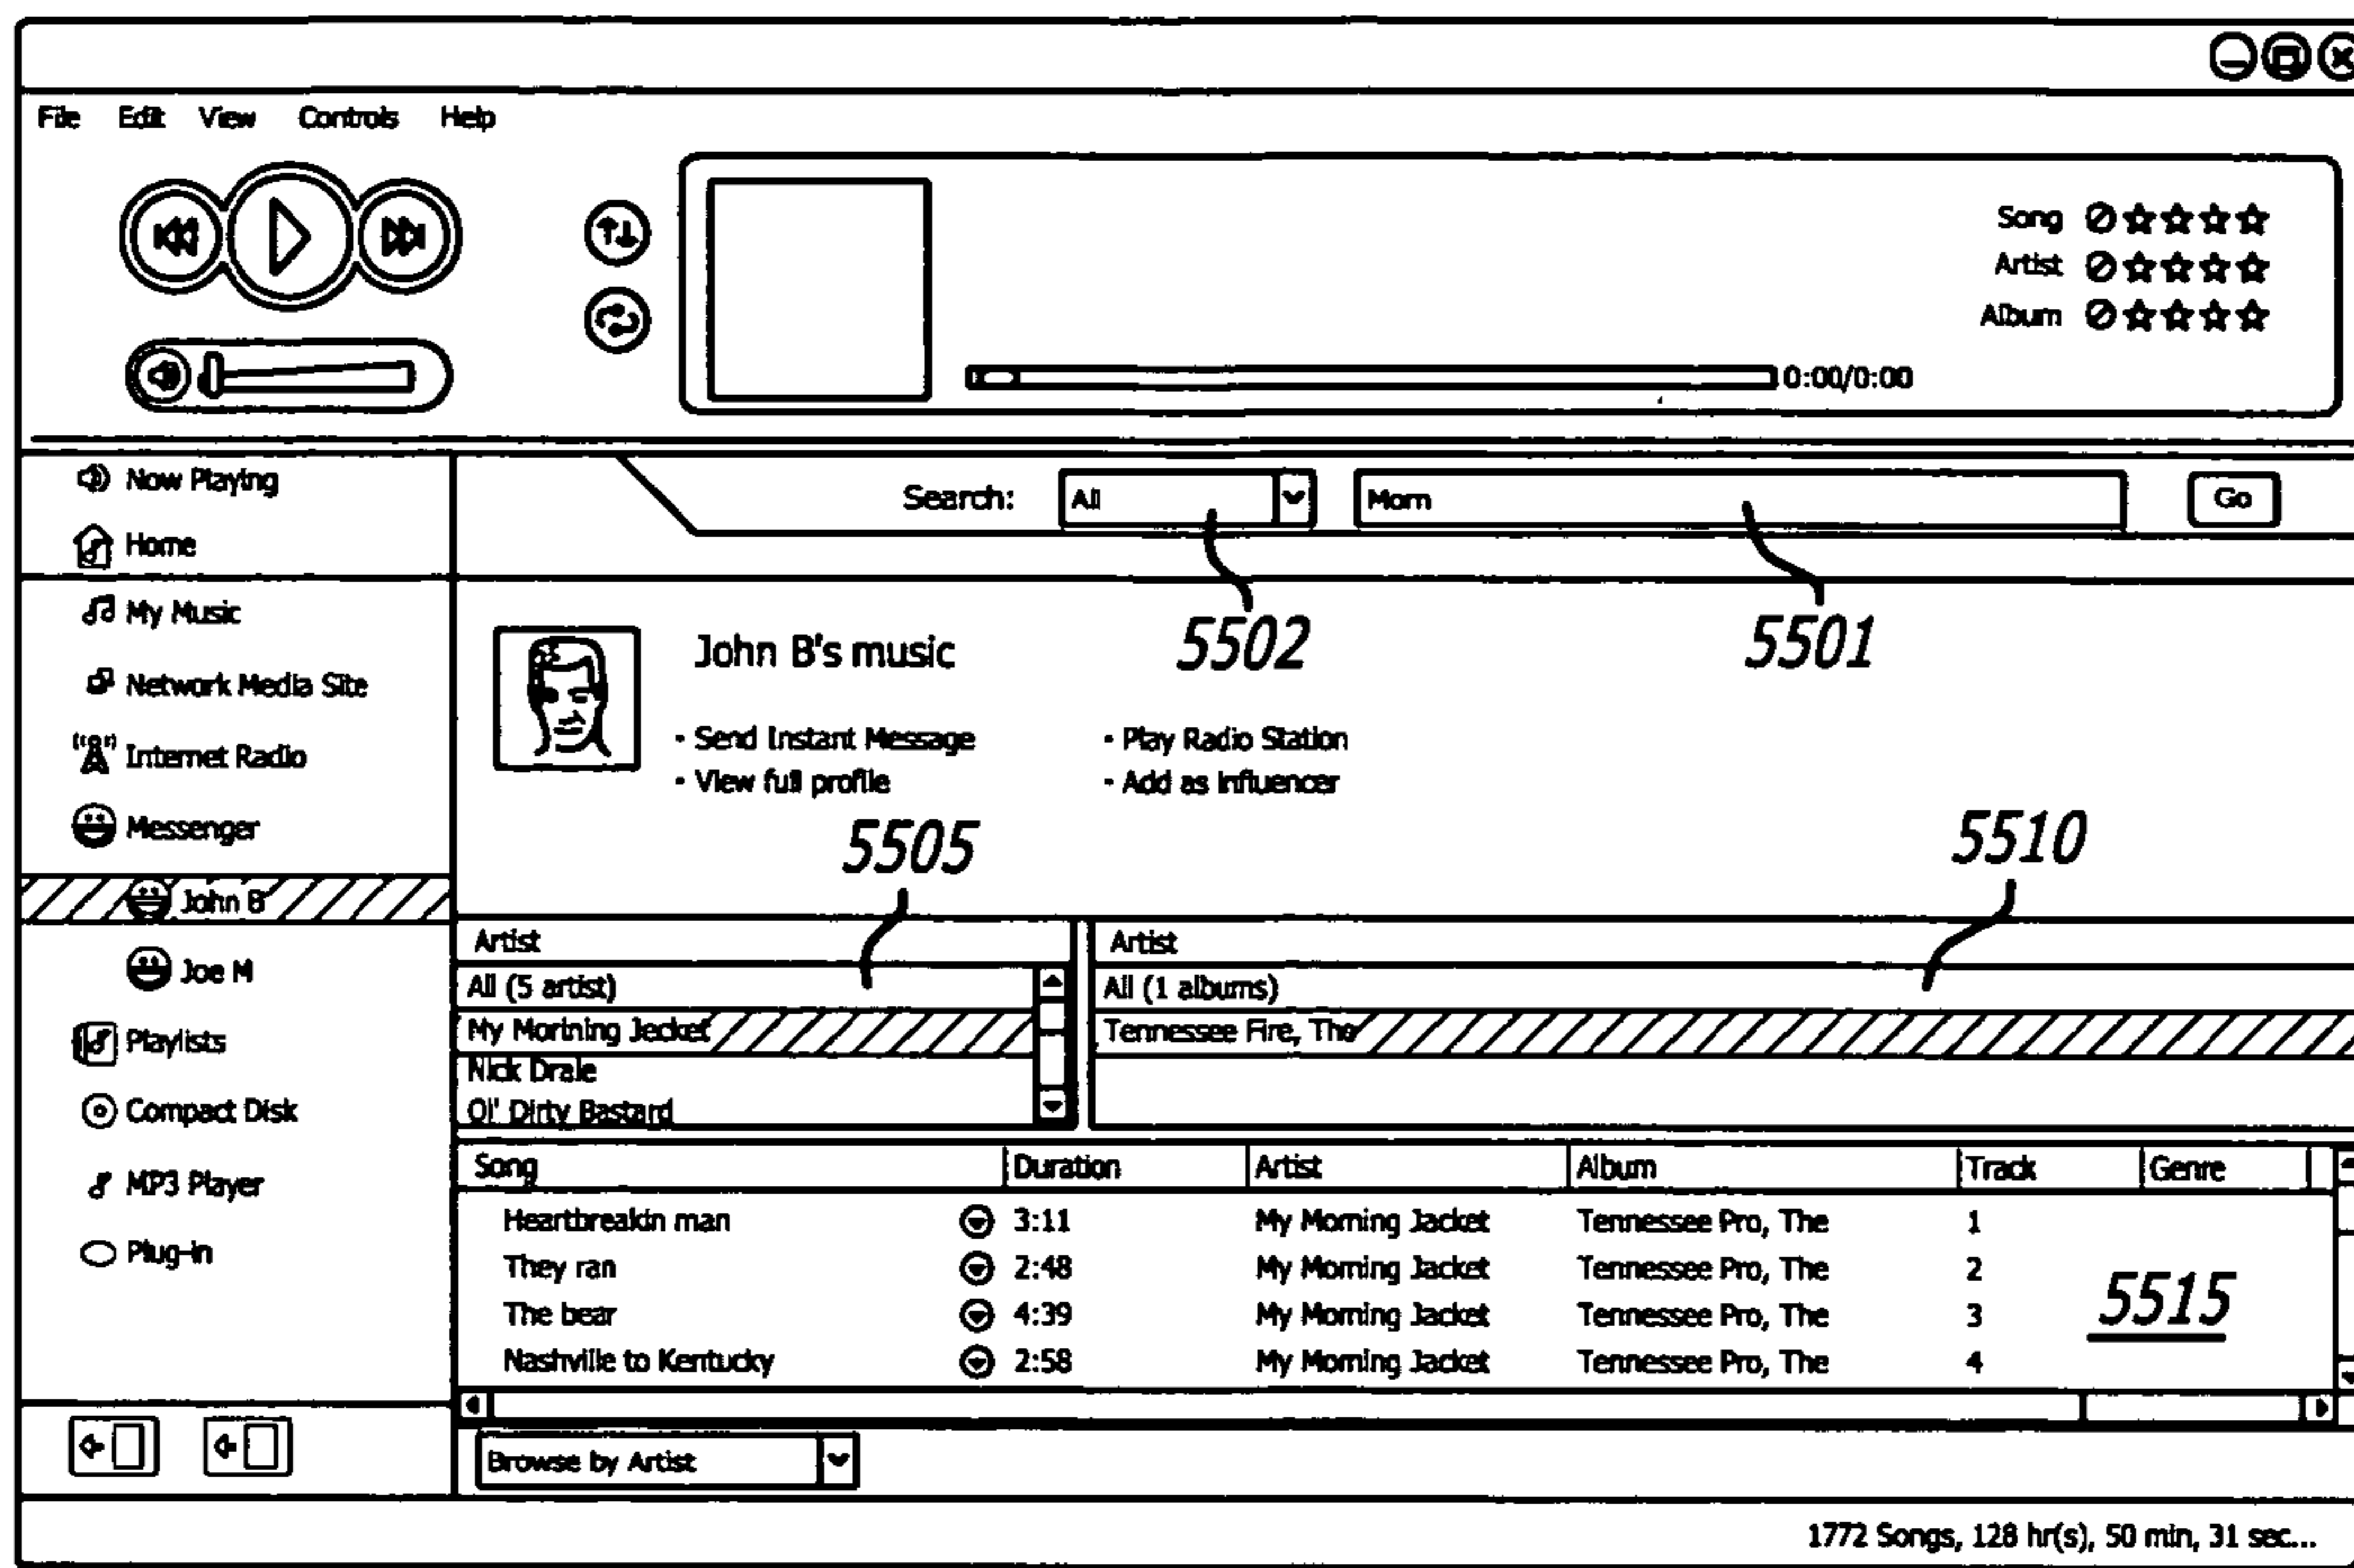 File Edit View Controls Help
Song
Artist
Album
0:00/0:00
Now Playing
Home
My Music
Network Media Site
Internet Radio
Messenger
John B
Joe M
Playlists
Compact Disk
MP3 Player
Plug-in
Search: All Morn Go
5502 5501
John B's music
- Send Instant Message - Play Radio Station
- View full profile - Add as Influencer
5505 5510
Artist Artist
All (5 artist) All (1 albums)
My Morining Jecket Tennessee Fire, The
Nick Drale
Ol' Dirty Bastard
Song Duration Artist Album Track Genre
Heartbreakin man 3:11 My Morning Jacket Tennessee Pro, The 1
They ran 2:48 My Morning Jacket Tennessee Pro, The 2
The bear 4:39 My Morning Jacket Tennessee Pro, The 3
5515
Nashville to Kentucky 2:58 My Morning Jacket Tennessee Pro, The 4
Browse by Artist
1772 Songs, 128 hr(s), 50 min, 31 sec...